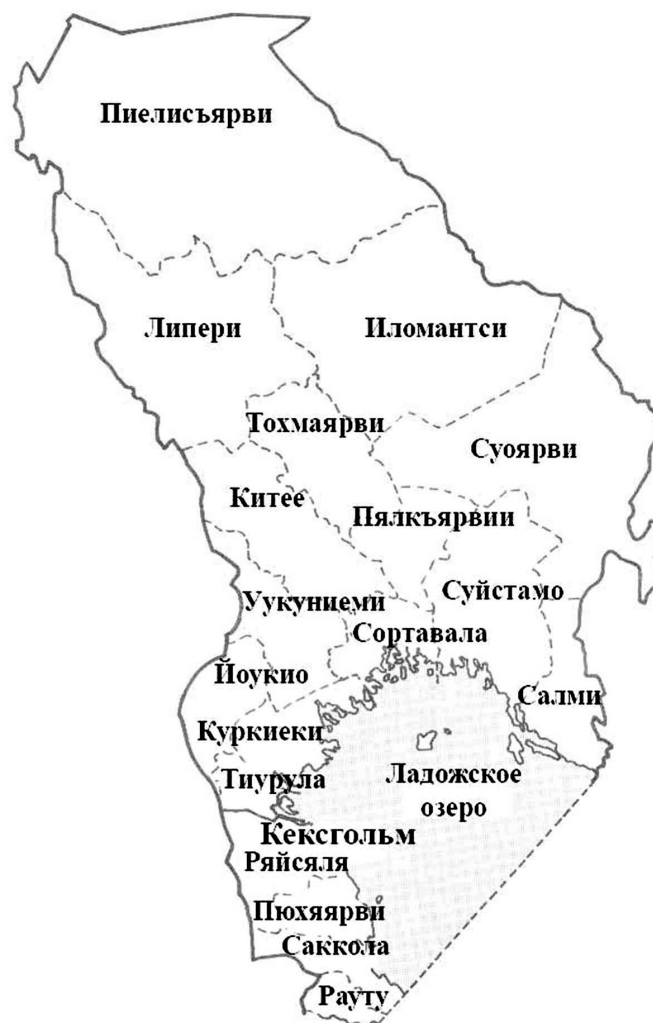 Пиелисъярви
Липери
Иломантси
Тохмаярви
Суоярви
Китее
Пялкъярвии
Суйстамо
Уукуниеми
Сортавала
Йоукио
Салми
Куркиеки
Тиурула
Ладожское
озеро
Кексгольм
Ряйсяля
Пюхяярви
Саккола
Рауту